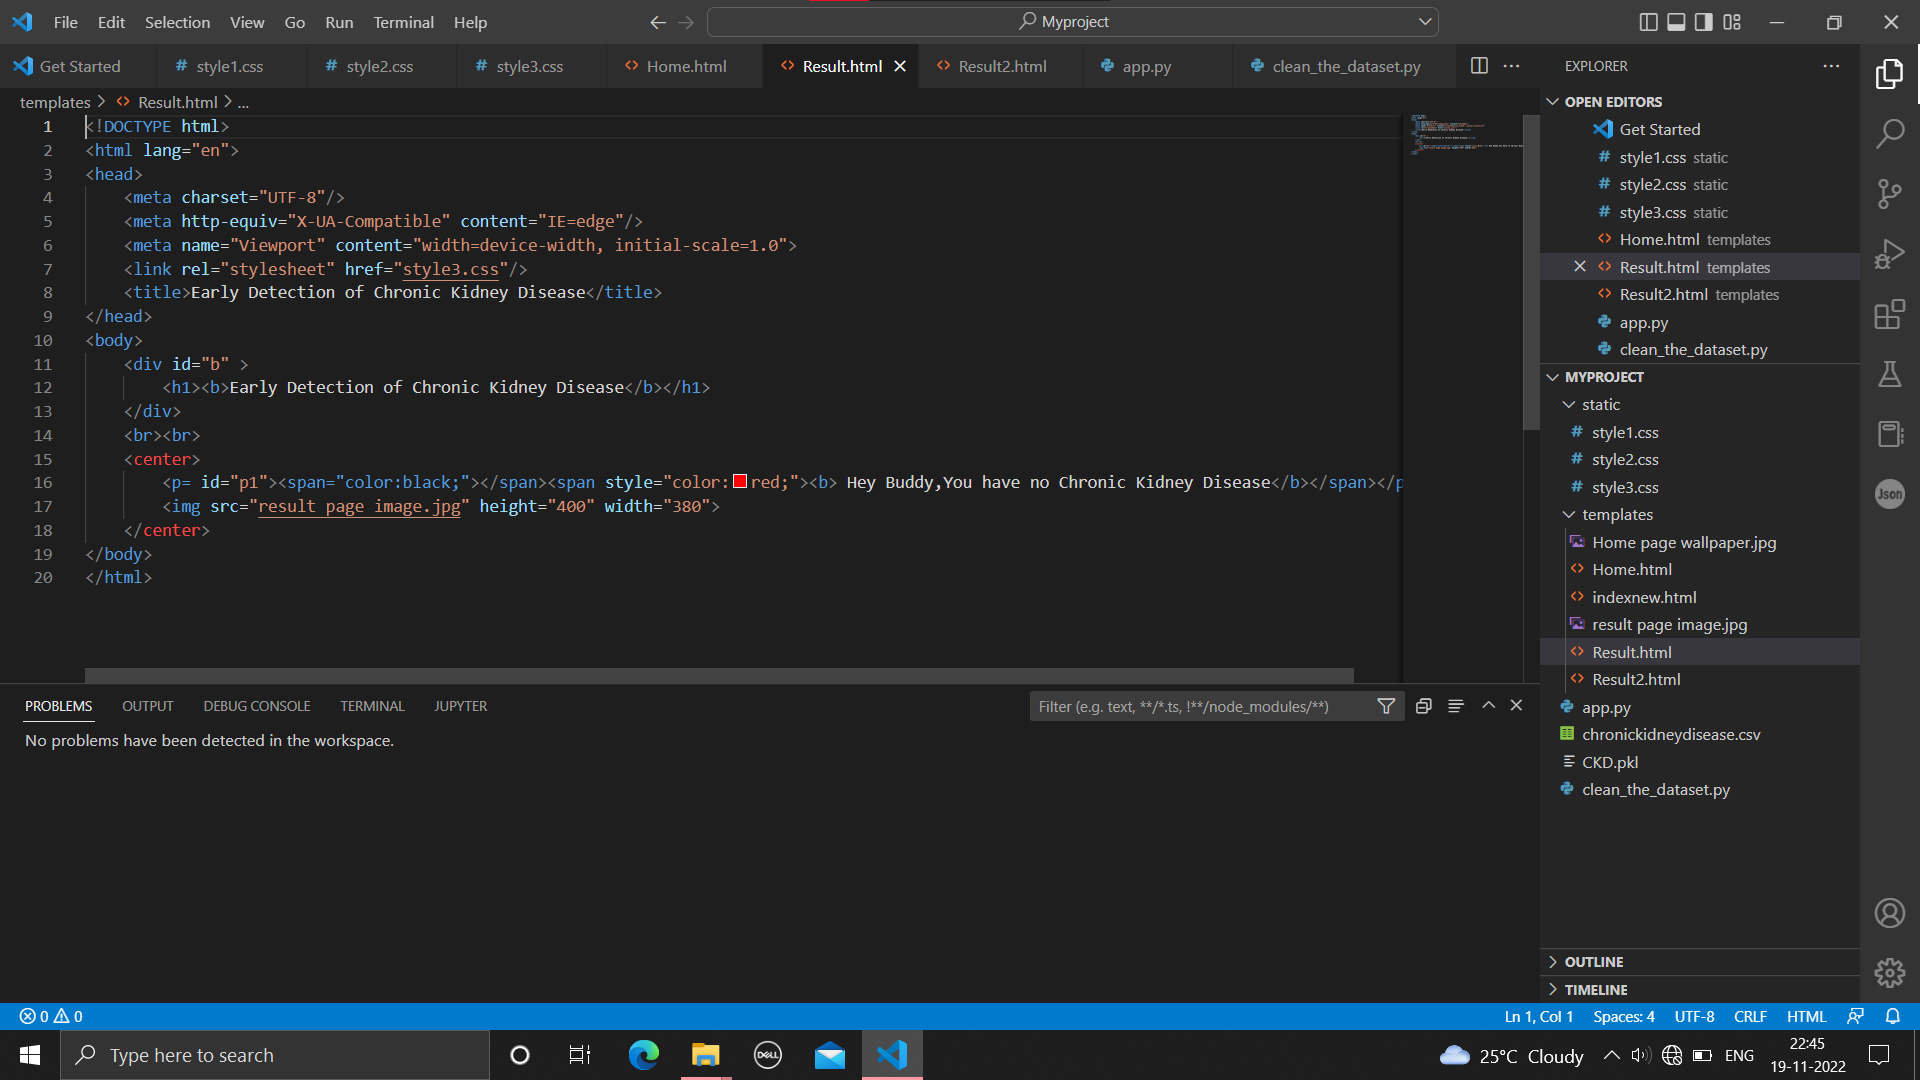 File Edit Selection View Go Run Terminal Help
Myproject
Get Started
# style1.css
# style2.css
# style3.css
<> Home.html
<> Result.html
<> Result2.html
app.py
clean_the_dataset.py
templates > <> Result.html > ...
1 <!DOCTYPE html>
2 <html lang="en">
3 <head>
4 <meta charset="UTF-8"/>
5 <meta http-equiv="X-UA-Compatible" content="IE=edge"/>
6 <meta name="Viewport" content="width=device-width, initial-scale=1.0">
7 <link rel="stylesheet" href="style3.css"/>
8 <title>Early Detection of Chronic Kidney Disease</title>
9 </head>
10 <body>
11 <div id="b" >
12 <h1><b>Early Detection of Chronic Kidney Disease</b></h1>
13 </div>
14 <br><br>
15 <center>
16 <p= id="p1"><span="color:black;"></span><span style="color:red;"><b> Hey Buddy,You have no Chronic Kidney Disease</b></span></p
17 <img src="result page image.jpg" height="400" width="380">
18 </center>
19 </body>
20 </html>
EXPLORER
OPEN EDITORS
Get Started
# style1.css static
# style2.css static
# style3.css static
<> Home.html templates
<> Result.html templates
<> Result2.html templates
app.py
clean_the_dataset.py
MYPROJECT
static
# style1.css
# style2.css
# style3.css
templates
Home page wallpaper.jpg
<> Home.html
<> indexnew.html
result page image.jpg
<> Result.html
<> Result2.html
app.py
chronickidneydisease.csv
CKD.pkl
clean_the_dataset.py
OUTLINE
TIMELINE
Json
PROBLEMS OUTPUT DEBUG CONSOLE TERMINAL JUPYTER
Filter (e.g. text, **/*.ts, !**/node_modules/**)
No problems have been detected in the workspace.
0 0
Ln 1, Col 1 Spaces: 4 UTF-8 CRLF HTML
Type here to search
DELL
25°C Cloudy
ENG
22:45
19-11-2022